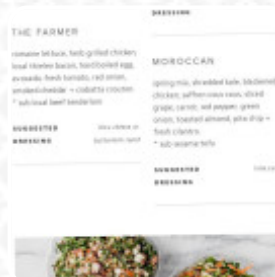 THE FARMER
romaine lettuce, herb grilled chicken,
local bacon, hard boiled egg,
avocado, fresh tomato, red onion,
smoked cheddar + ciabatta crouton
* sub local beef tenderloin
SUGGESTED
DRESSING
DRESSING
MOROCCAN
spring mix, shredded kale, blackened
chicken, saffron cous cous, sliced
grape, carrot, red pepper, green
onion, toasted almond, pita chip +
fresh cilantro
* sub sesame tofu
SUGGESTED
DRESSING